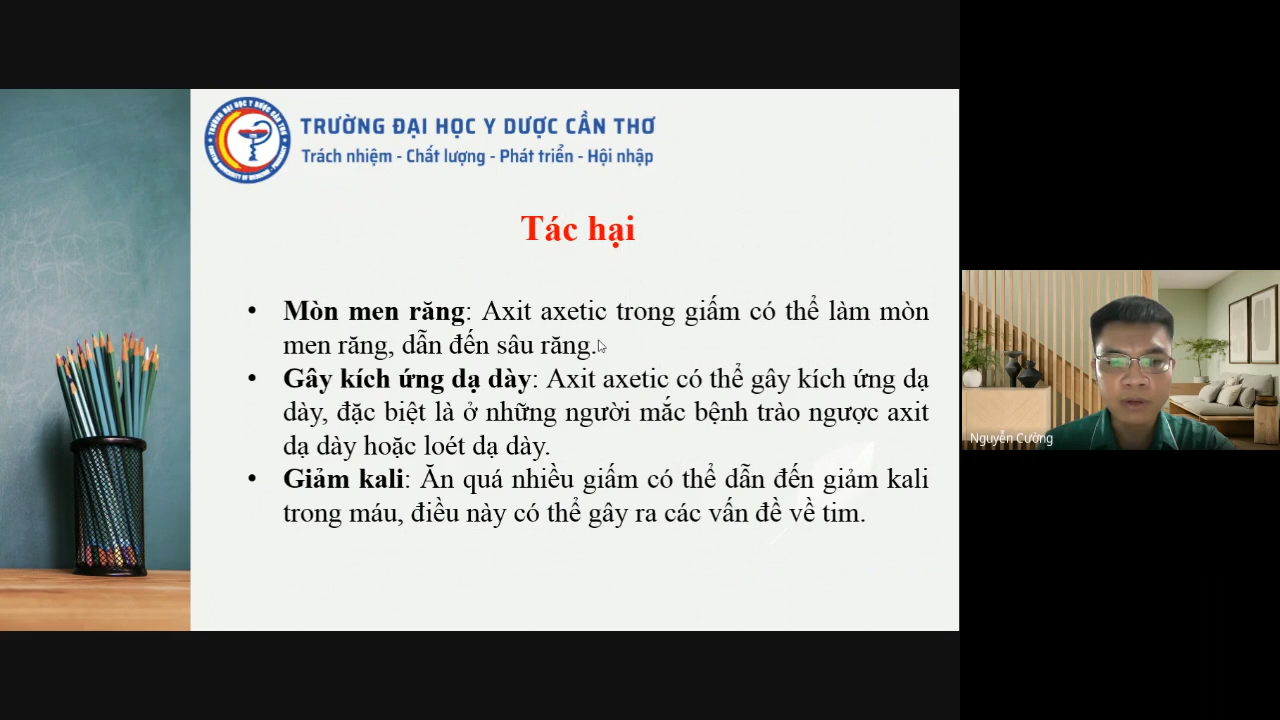 TRƯỜNG ĐẠI HỌC Y DƯỢC CẦN THƠ
Trách nhiệm - Chất lượng - Phát triển - Hội nhập
Tác hại
• Mòn men răng: Axit axetic trong giấm có thể làm mòn
men răng, dẫn đến sâu răng.
• Gây kích ứng dạ dày: Axit axetic có thể gây kích ứng dạ
dày, đặc biệt là ở những người mắc bệnh trào ngược axit
dạ dày hoặc loét dạ dày.
• Giảm kali: Ăn quá nhiều giấm có thể dẫn đến giảm kali
trong máu, điều này có thể gây ra các vấn đề về tim.
Nguyễn Cường